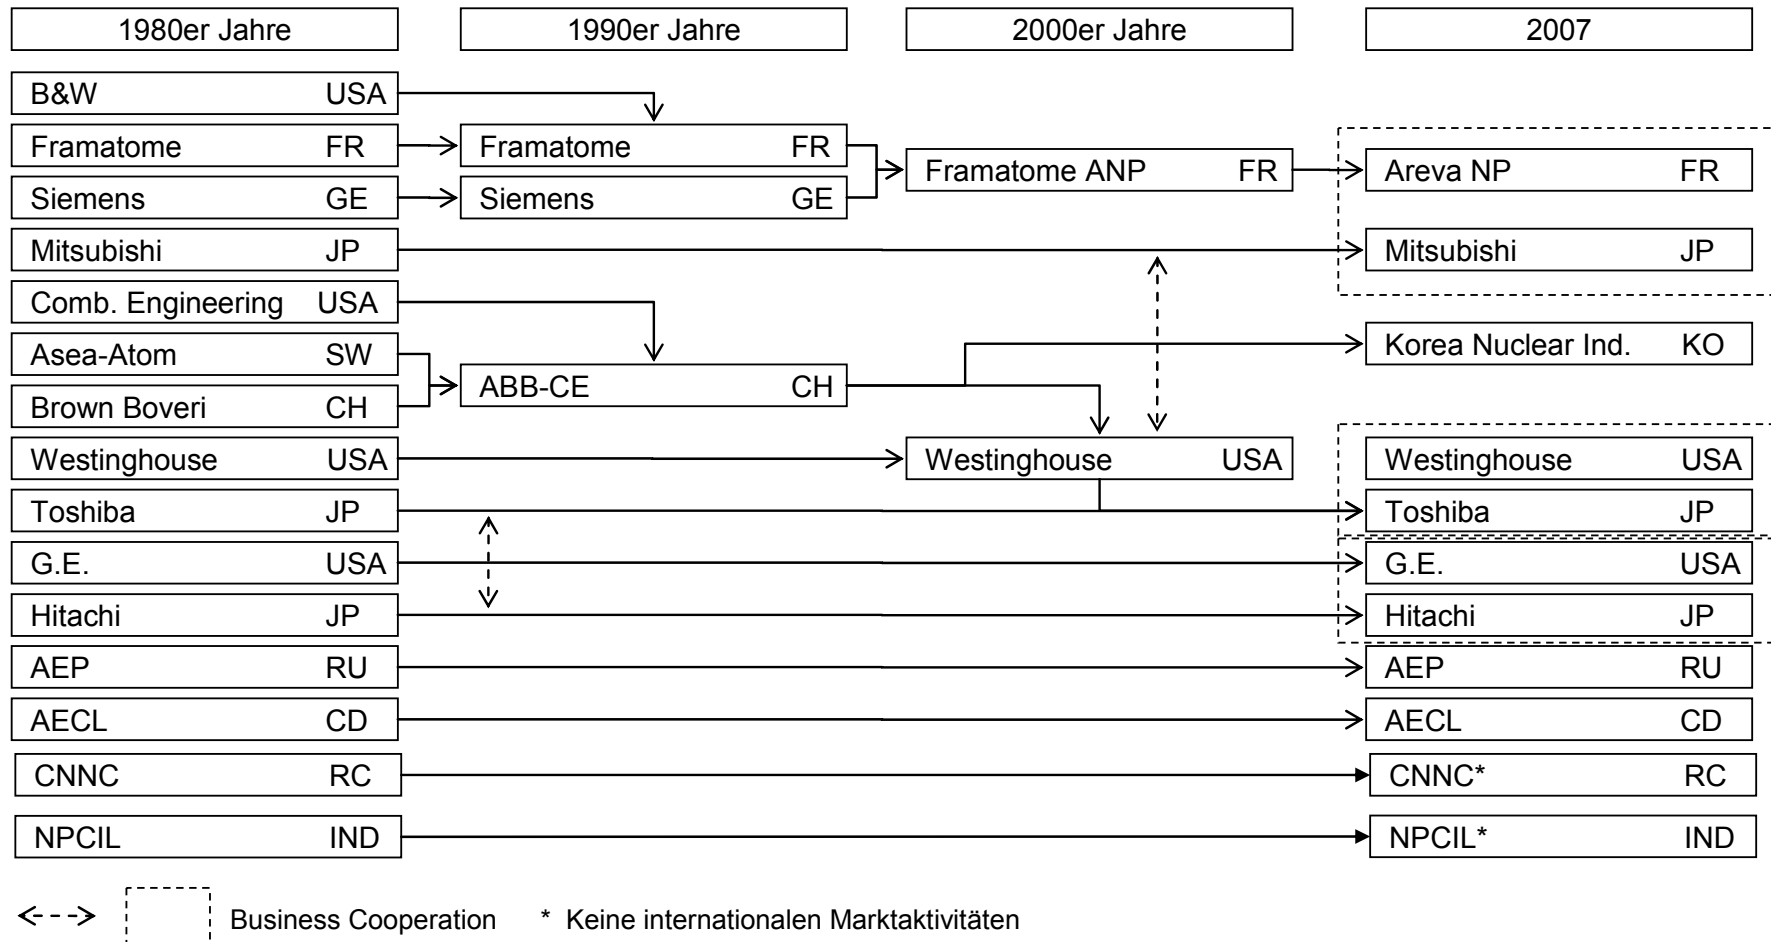 1980er Jahre 1990er Jahre 2000er Jahre 2007
B&W USA
Framatome FR Framatome FR
Framatome ANP FR Areva NP FR
Siemens GE Siemens GE
Mitsubishi JP Mitsubishi JP
Comb. Engineering USA
Asea-Atom SW Korea Nuclear Ind. KO
ABB-CE CH
Brown Boveri CH
Westinghouse USA Westinghouse USA Westinghouse USA
Toshiba JP Toshiba JP
G.E. USA G.E. USA
Hitachi JP Hitachi JP
AEP RU AEP RU
AECL CD AECL CD
CNNC RC CNNC* RC
NPCIL IND NPCIL* IND
Business Cooperation * Keine internationalen Marktaktivitäten